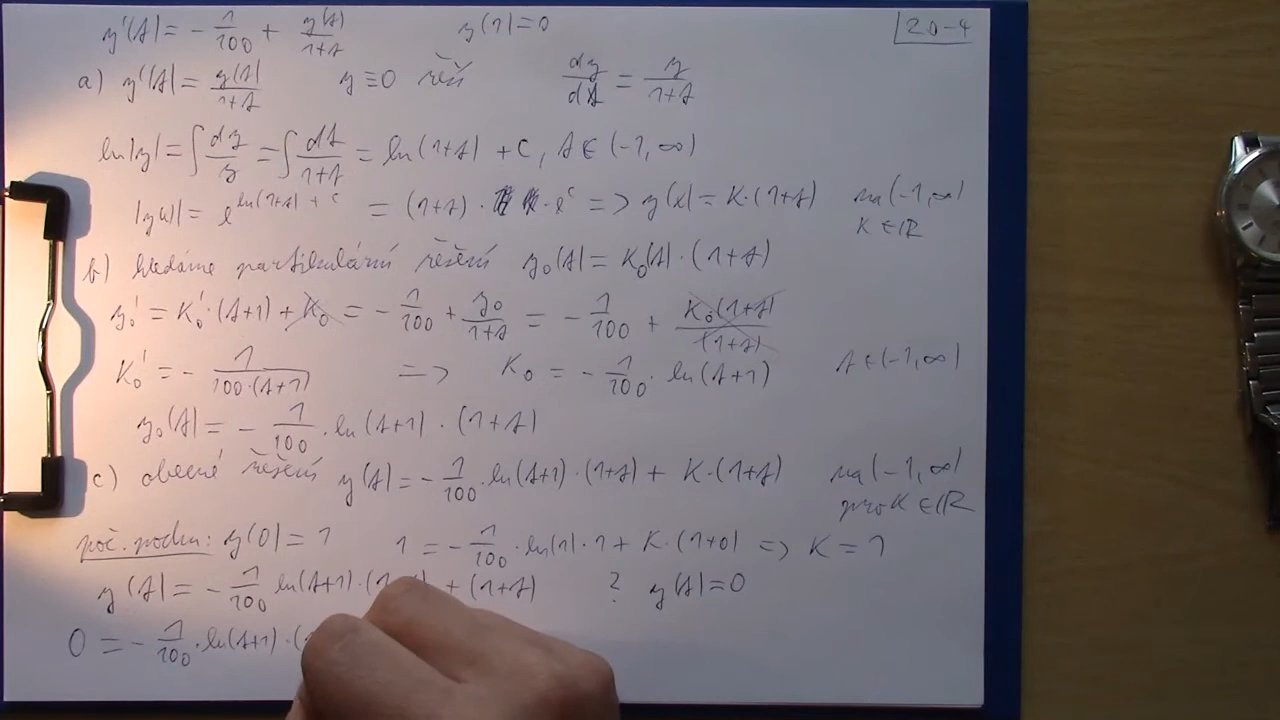 y'(t) = -1/100 + y(t)/(1+t)   y(1) = 0   20-4
a) y'(t) = y(t)/(1+t)   y ≡ 0 řeší   dy/dt = y/(1+t)
ln|y| = ∫ dy/y = ∫ dt/(1+t) = ln(1+t) + C, t ∈ (-1, ∞)
|y(t)| = e^(ln(1+t) + C) = (1+t) · e^C => y(x) = K·(1+t)   na (-1, ∞)
K ∈ ℝ
b) hledáme partikulární řešení y₀(t) = K₀(t) · (1+t)
y₀' = K₀'·(t+1) + K₀ = -1/100 + y₀/(1+t) = -1/100 + K₀(1+t)/(1+t)
K₀' = -1/(100·(t+1)) => K₀ = -1/100 · ln(t+1)   t ∈ (-1, ∞)
y₀(t) = -1/100 · ln(t+1) · (1+t)
c) obecné řešení y(t) = -1/100 · ln(t+1) · (1+t) + K·(1+t)   na (-1, ∞)
pro K ∈ ℝ
poč. podm: y(0) = 1   1 = -1/100 · ln(1) · 1 + K·(1+0) => K = 1
y(t) = -1/100 ln(t+1) · (1+t) + (1+t)   ? y(t) = 0
0 = -1/100 · ln(t+1) · (1